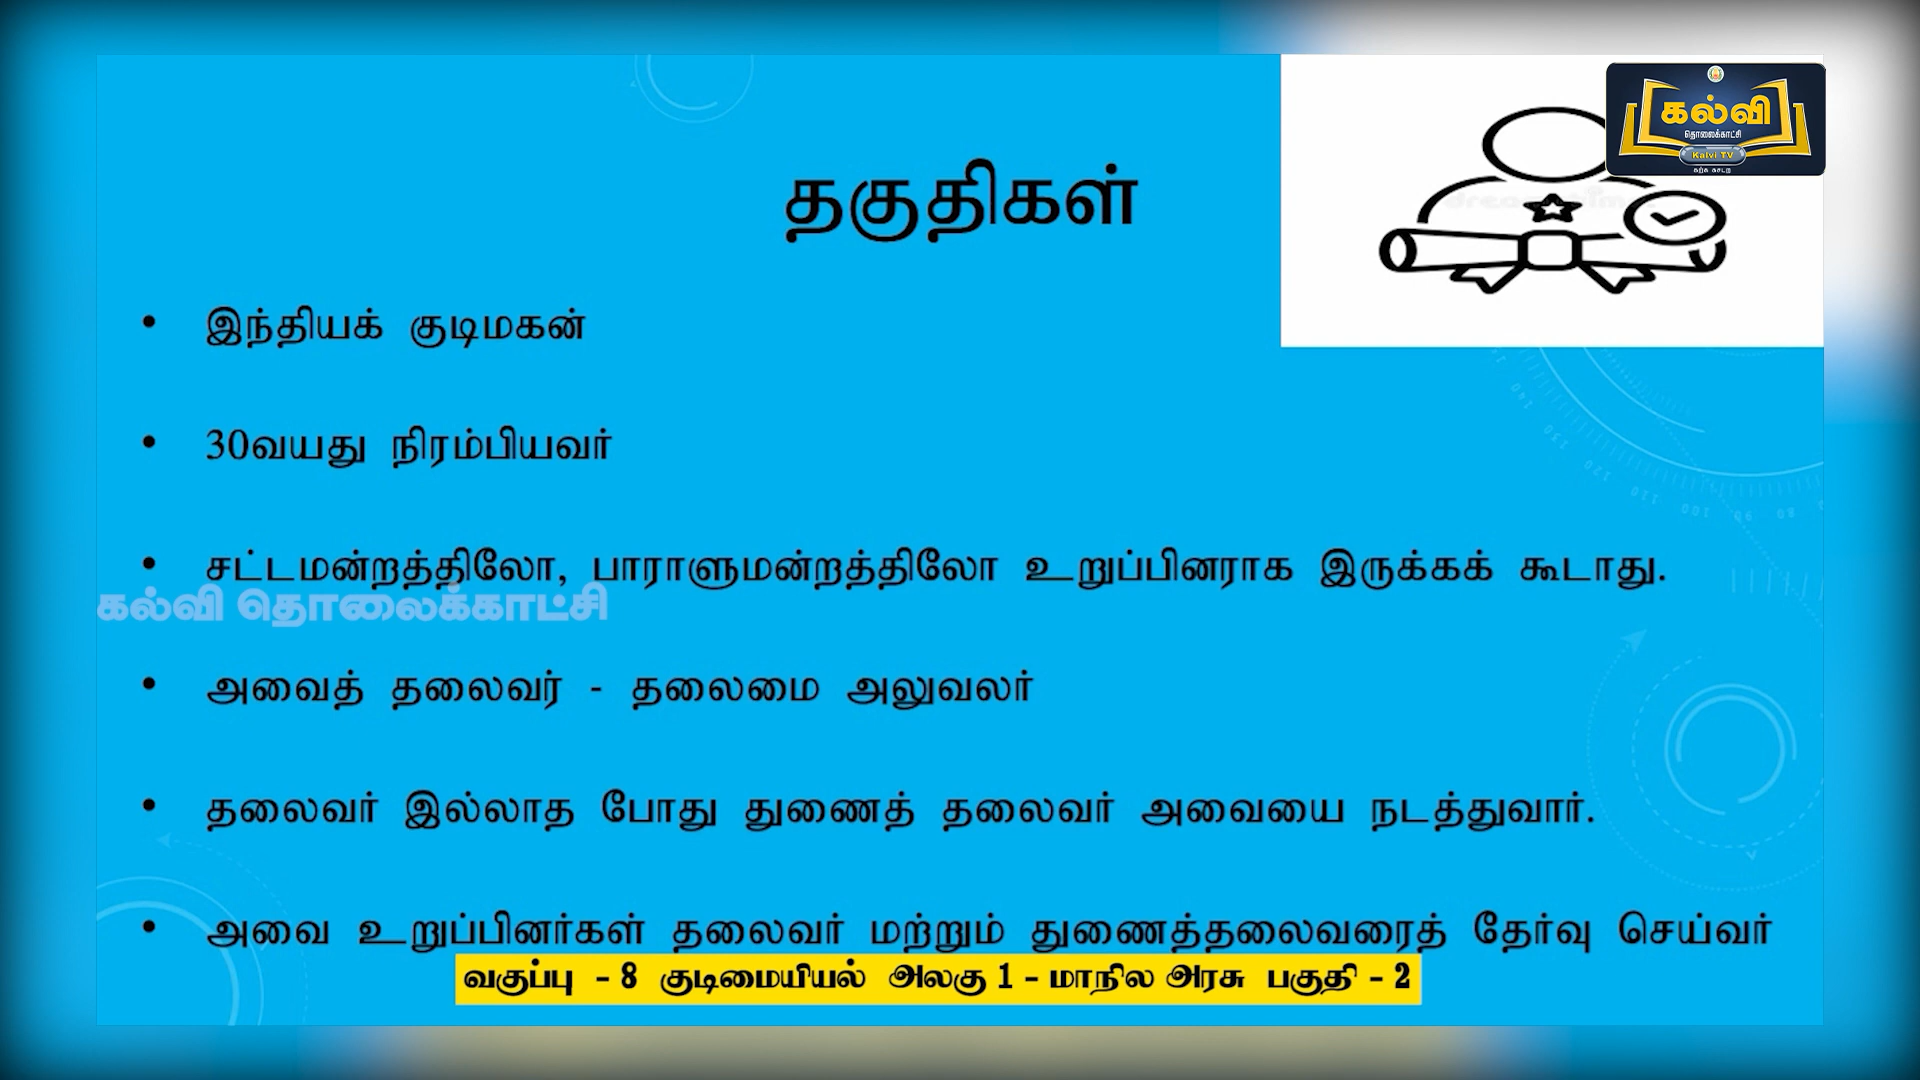 கல்வி
தொலைக்காட்சி
Kalvi TV
கற்க கசடற
தகுதிகள்
• இந்தியக் குடிமகன்
• 30வயது நிரம்பியவர்
• சட்டமன்றத்திலோ, பாராளுமன்றத்திலோ உறுப்பினராக இருக்கக் கூடாது.
கல்வி தொலைக்காட்சி
• அவைத் தலைவர் - தலைமை அலுவலர்
• தலைவர் இல்லாத போது துணைத் தலைவர் அவையை நடத்துவார்.
• அவை உறுப்பினர்கள் தலைவர் மற்றும் துணைத்தலைவரைத் தேர்வு செய்வர்
வகுப்பு - 8 குடிமையியல் அலகு 1 - மாநில அரசு பகுதி - 2